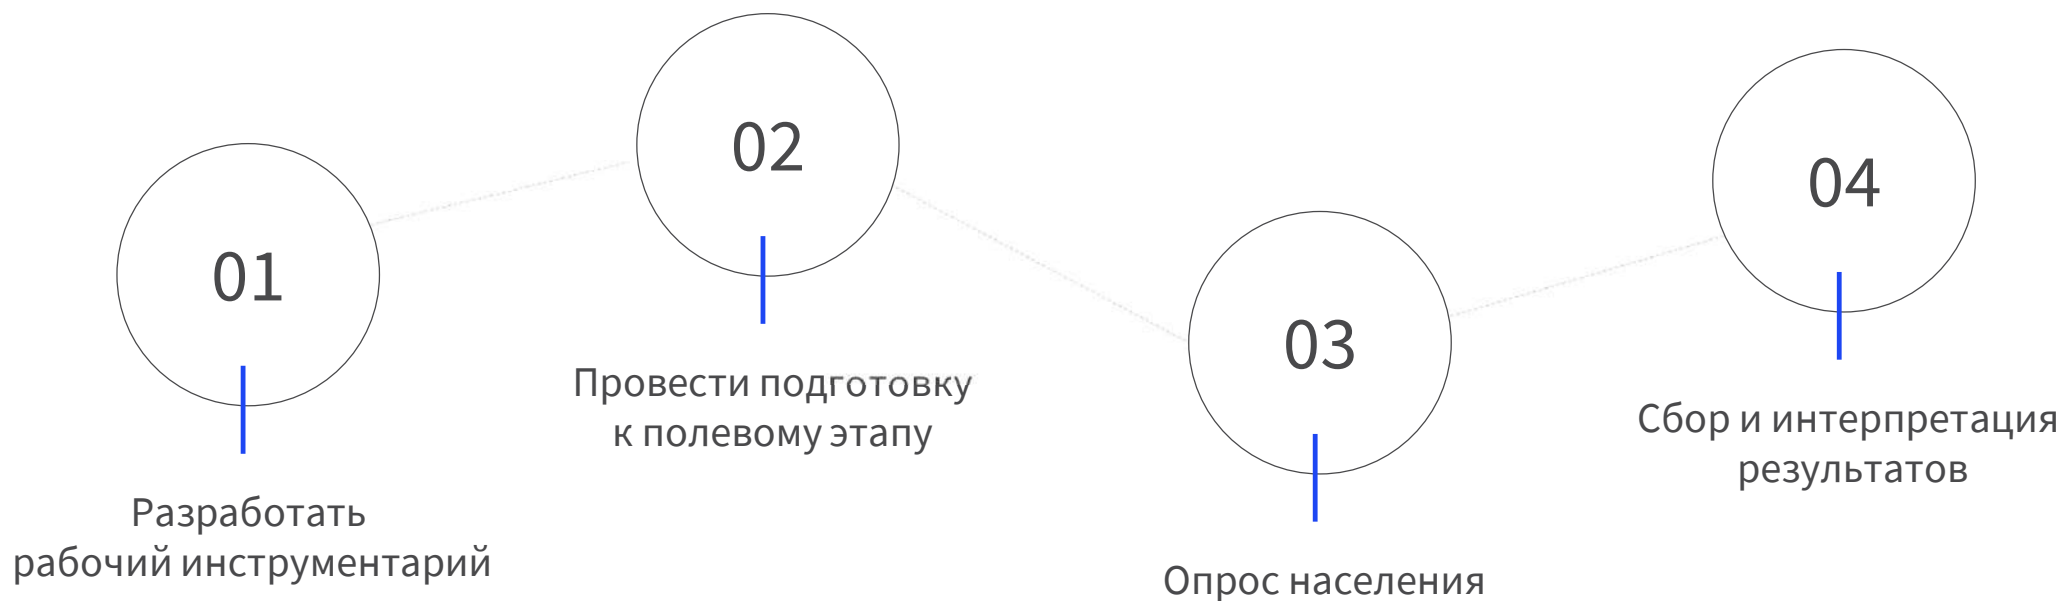 01
Разработать
рабочий инструментарий
02
Провести подготовку
к полевому этапу
03
Опрос населения
04
Сбор и интерпретация
результатов